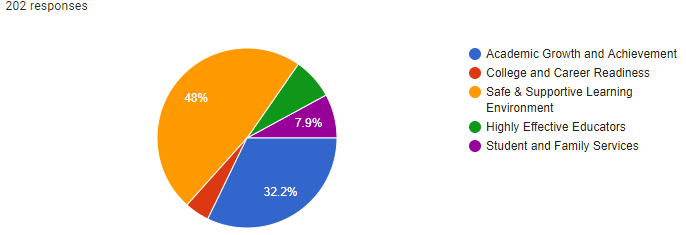 202 responses
48%
7.9%
32.2%
Academic Growth and Achievement
College and Career Readiness
Safe & Supportive Learning
Environment
Highly Effective Educators
Student and Family Services